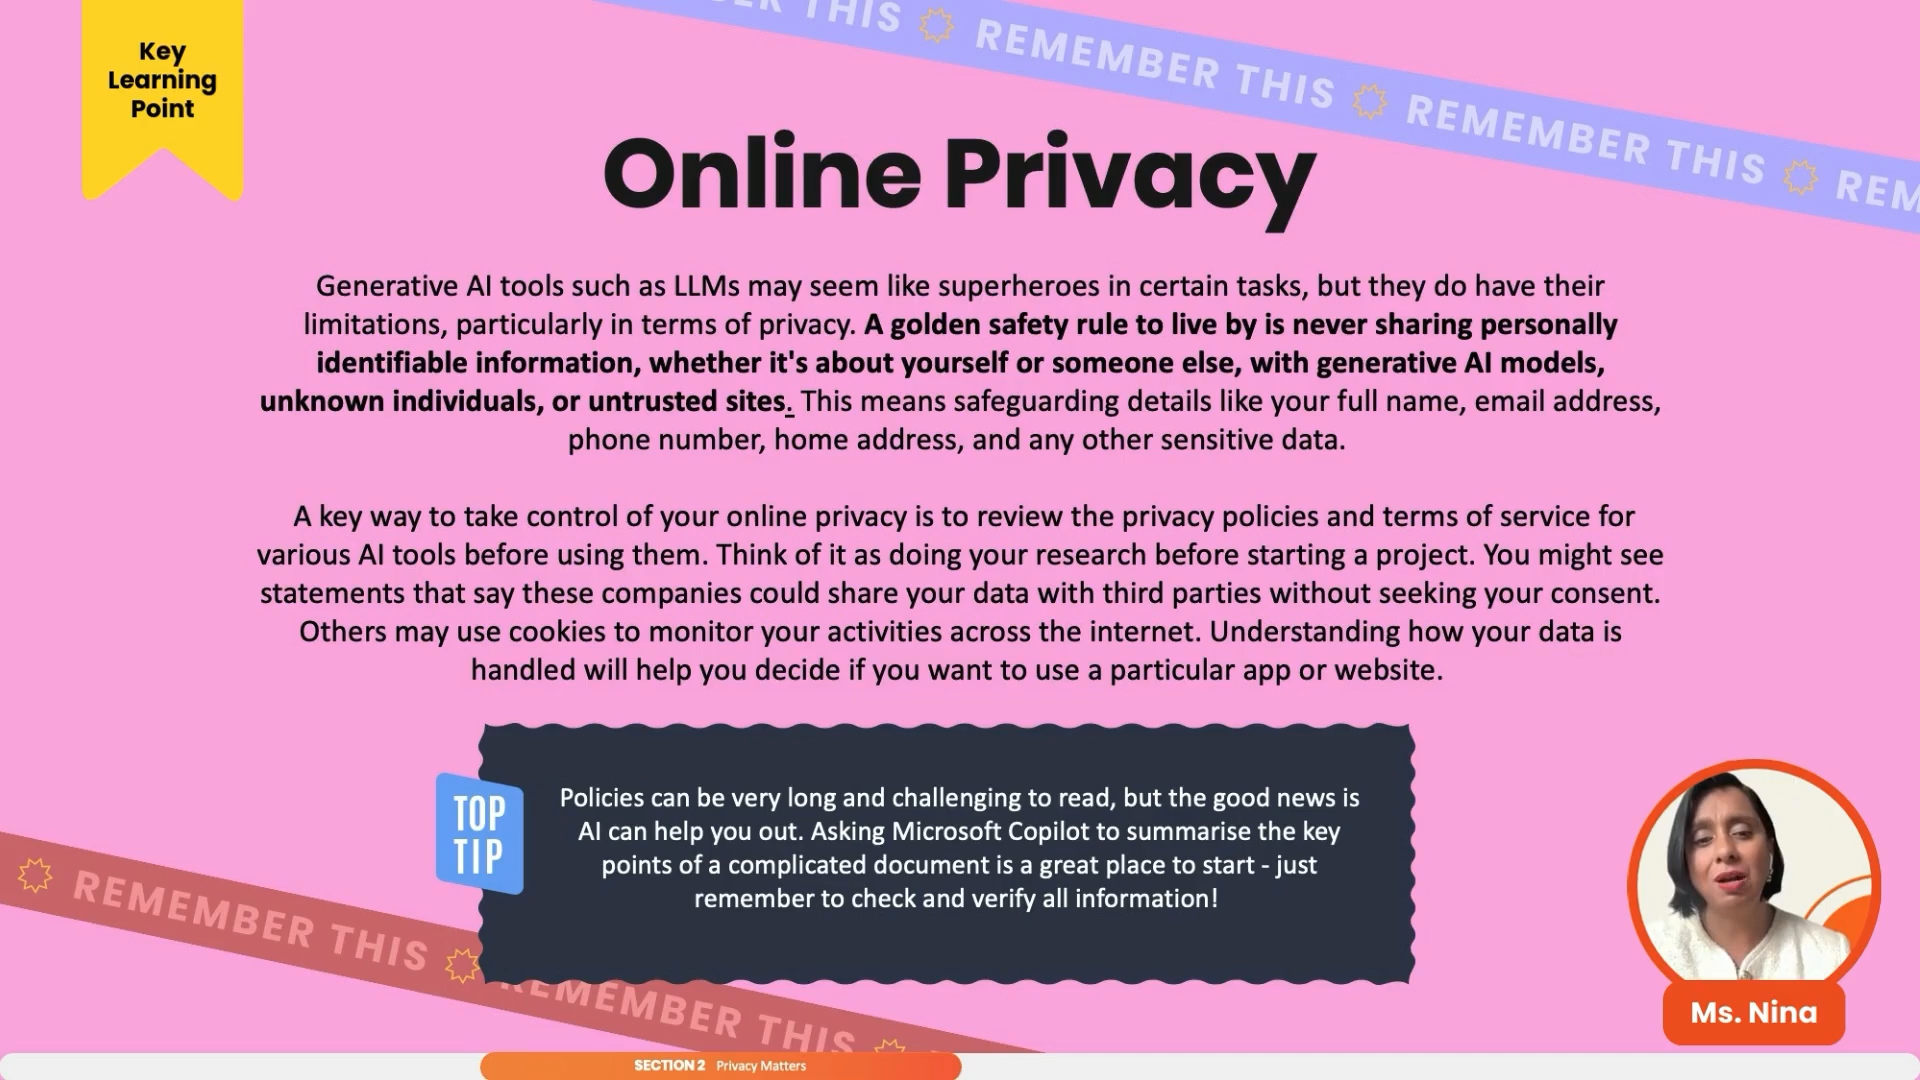 Key
Learning
Point
ER THIS REMEMBER THIS REMEMBER THIS REM
Online Privacy
Generative AI tools such as LLMs may seem like superheroes in certain tasks, but they do have their
limitations, particularly in terms of privacy. A golden safety rule to live by is never sharing personally
identifiable information, whether it's about yourself or someone else, with generative AI models,
unknown individuals, or untrusted sites. This means safeguarding details like your full name, email address,
phone number, home address, and any other sensitive data.
A key way to take control of your online privacy is to review the privacy policies and terms of service for
various AI tools before using them. Think of it as doing your research before starting a project. You might see
statements that say these companies could share your data with third parties without seeking your consent.
Others may use cookies to monitor your activities across the internet. Understanding how your data is
handled will help you decide if you want to use a particular app or website.
TOP
TIP
Policies can be very long and challenging to read, but the good news is
AI can help you out. Asking Microsoft Copilot to summarise the key
points of a complicated document is a great place to start - just
remember to check and verify all information!
REMEMBER THIS REMEMBER THIS
Ms. Nina
SECTION 2 Privacy Matters